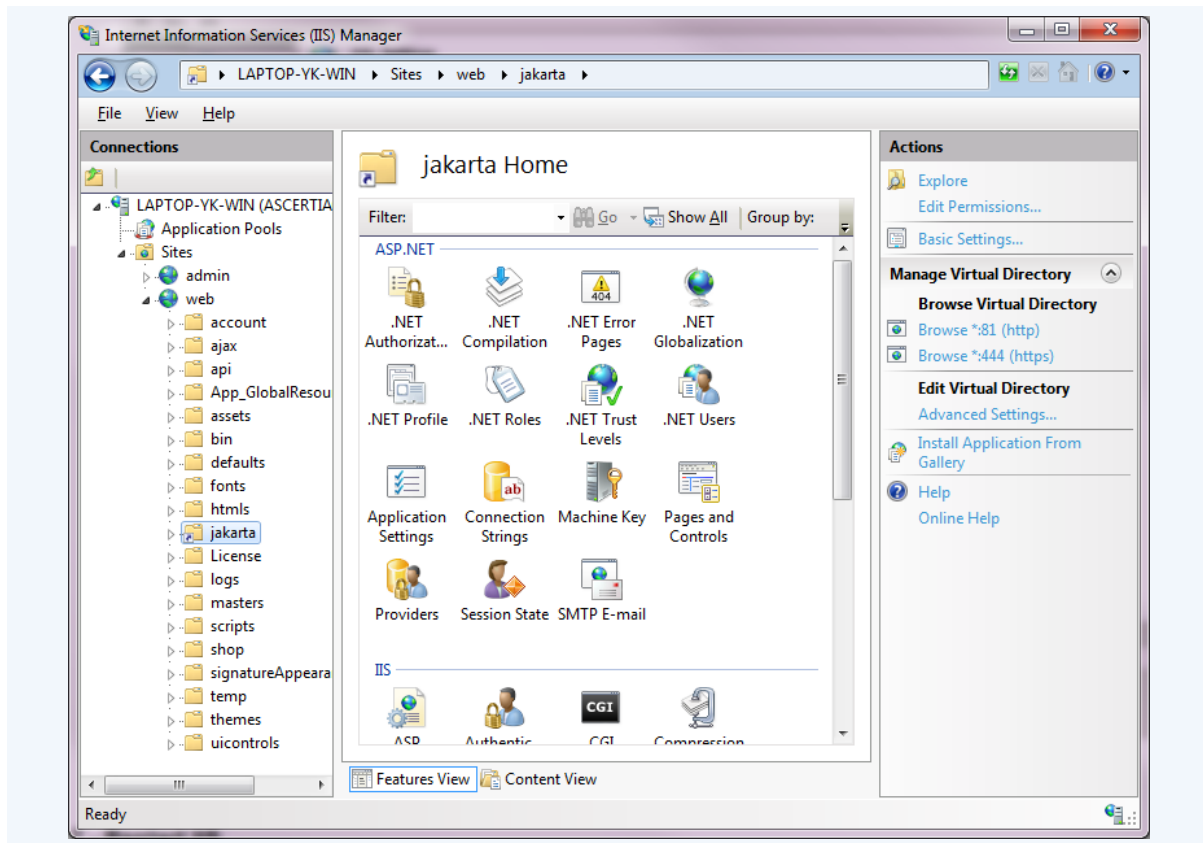 Internet Information Services (IIS) Manager
LAPTOP-YK-WIN Sites web jakarta
File View Help
Connections
LAPTOP-YK-WIN (ASCERTIA
Application Pools
Sites
admin
web
account
ajax
api
App_GlobalResou
assets
bin
defaults
fonts
htmls
jakarta
License
logs
masters
scripts
shop
signatureAppeara
temp
themes
uicontrols
jakarta Home
Filter: Go Show All Group by:
ASP.NET
.NET Authorizat...
.NET Compilation
.NET Error Pages
404
.NET Globalization
.NET Profile
.NET Roles
.NET Trust Levels
.NET Users
Application Settings
ab
Connection Strings
Machine Key
Pages and Controls
Providers
Session State
SMTP E-mail
IIS
ASP
Authentic
CGI
CGI
Compression
Features View
Content View
Actions
Explore
Edit Permissions...
Basic Settings...
Manage Virtual Directory
Browse Virtual Directory
Browse *:81 (http)
Browse *:444 (https)
Edit Virtual Directory
Advanced Settings...
Install Application From
Gallery
Help
Online Help
Ready